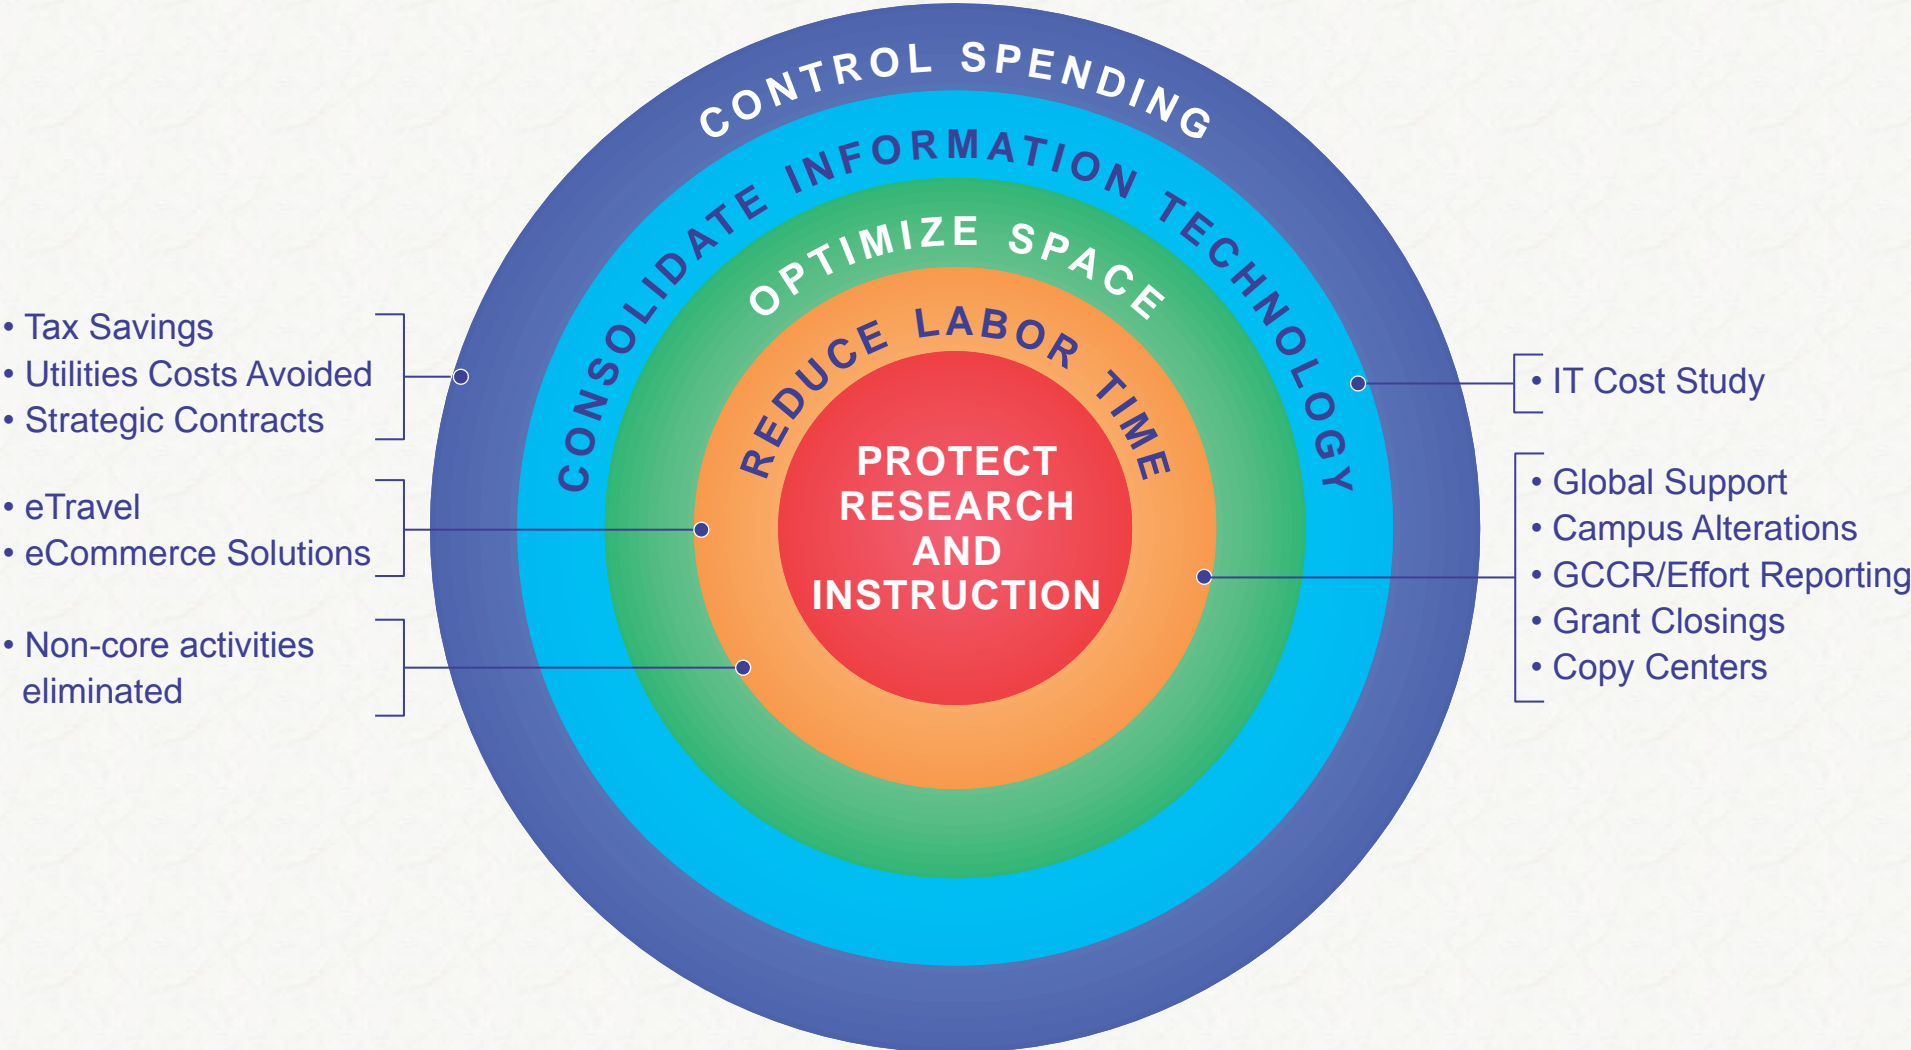 CONTROL SPENDING
CONSOLIDATE INFORMATION TECHNOLOGY
OPTIMIZE SPACE
REDUCE LABOR TIME
PROTECT
RESEARCH
AND
INSTRUCTION
• Tax Savings
• Utilities Costs Avoided
• Strategic Contracts
• eTravel
• eCommerce Solutions
• Non-core activities
eliminated
• IT Cost Study
• Global Support
• Campus Alterations
• GCCR/Effort Reporting
• Grant Closings
• Copy Centers